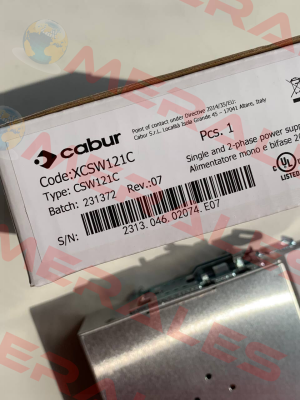 cabur
Point of contact under Directive 2014/35/EU:
Cabur S.r.L. Località Isola Grande 45 – 17041 Altare, Italy
Code:XCSW121C
Type: CSW121C
Batch: 231372 Rev.:07
Pcs. 1
Single and 2-phase power
Alimentatore mono e bifase
S/N:
2313.046.02074.E07
UL
LISTED